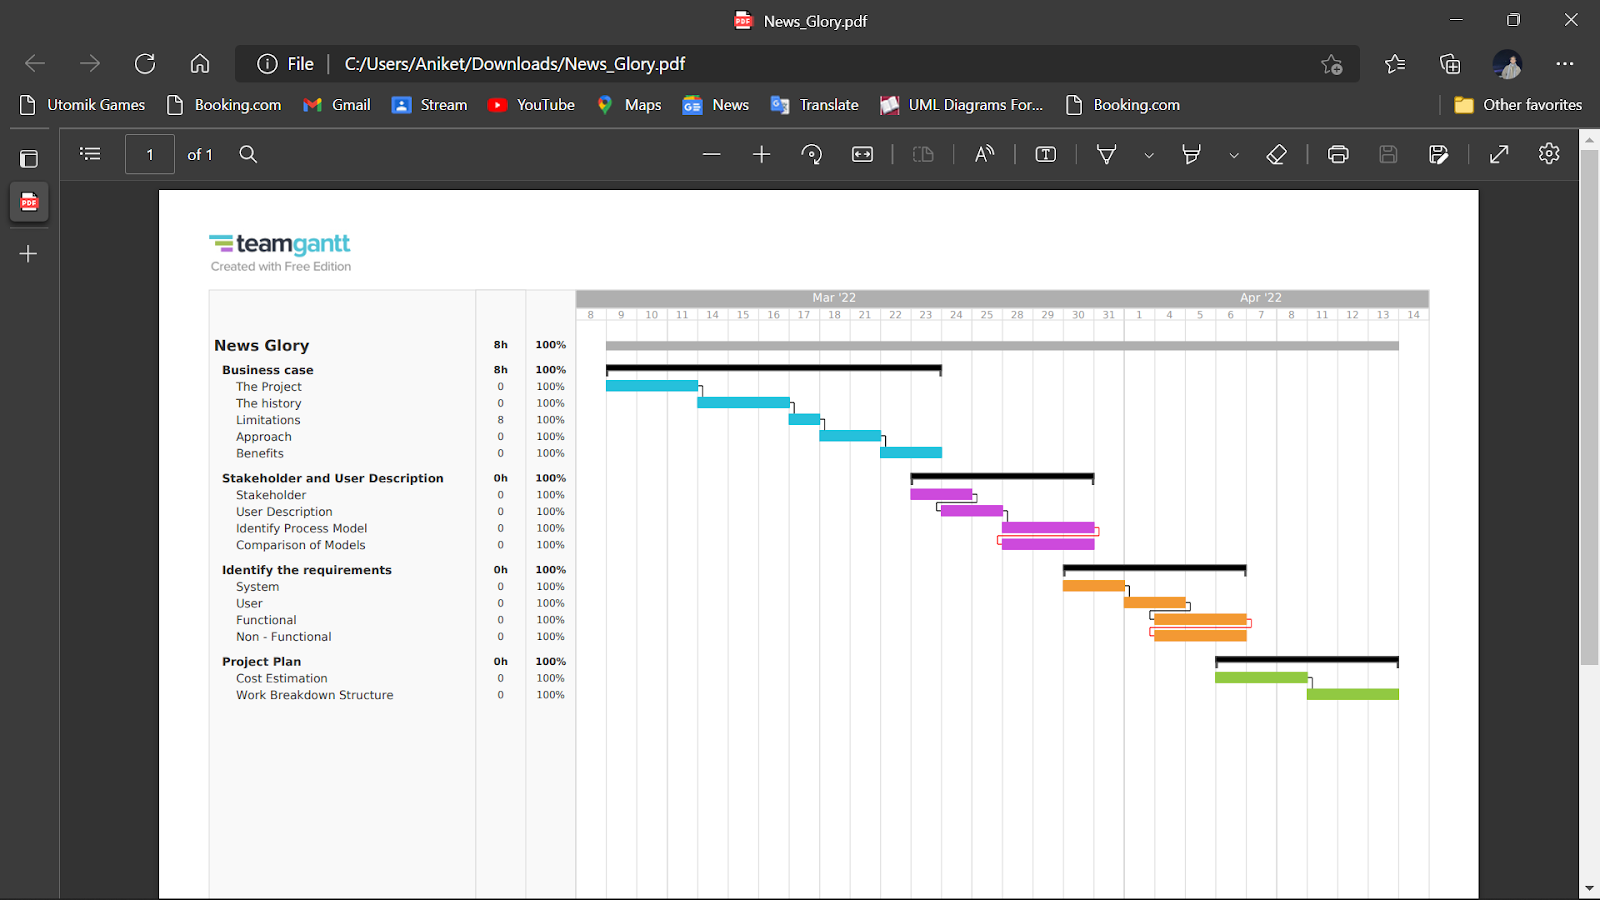 News_Glory.pdf
File C:/Users/Aniket/Downloads/News_Glory.pdf
Utomik Games Booking.com Gmail Stream YouTube Maps News Translate UML Diagrams For... Booking.com Other favorites
1 of 1
teamgantt
Created with Free Edition
Mar '22 Apr '22
8 9 10 11 14 15 16 17 18 21 22 23 24 25 28 29 30 31 1 4 5 6 7 8 11 12 13 14
News Glory 8h 100%
Business case 8h 100%
The Project 0 100%
The history 0 100%
Limitations 8 100%
Approach 0 100%
Benefits 0 100%
Stakeholder and User Description 0h 100%
Stakeholder 0 100%
User Description 0 100%
Identify Process Model 0 100%
Comparison of Models 0 100%
Identify the requirements 0h 100%
System 0 100%
User 0 100%
Functional 0 100%
Non - Functional 0 100%
Project Plan 0h 100%
Cost Estimation 0 100%
Work Breakdown Structure 0 100%